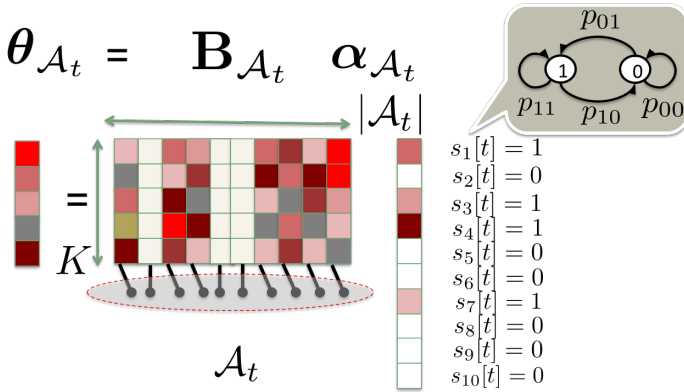 𝜽_{𝒜_t} = 𝐁_{𝒜_t} 𝜶_{𝒜_t}
p_{01}
1 0
p_{11} p_{10} p_{00}
|𝒜_t|
=
K
𝒜_t
s_1[t] = 1
s_2[t] = 0
s_3[t] = 1
s_4[t] = 1
s_5[t] = 0
s_6[t] = 0
s_7[t] = 1
s_8[t] = 0
s_9[t] = 0
s_{10}[t] = 0